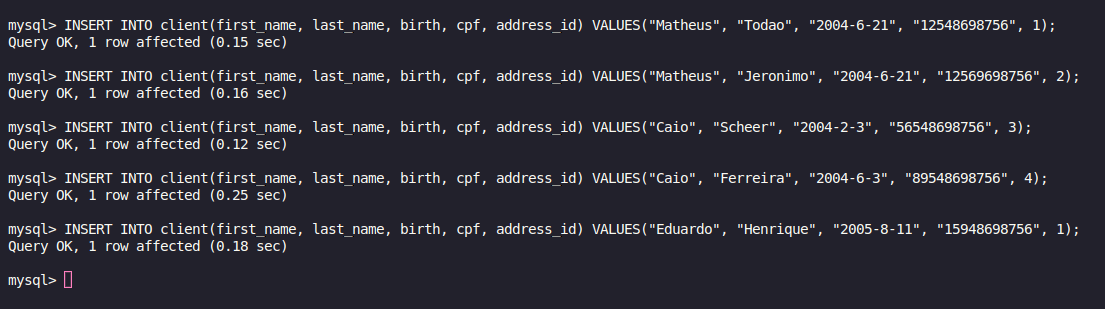 mysql> INSERT INTO client(first_name, last_name, birth, cpf, address_id) VALUES("Matheus", "Todao", "2004-6-21", "12548698756", 1);
Query OK, 1 row affected (0.15 sec)
mysql> INSERT INTO client(first_name, last_name, birth, cpf, address_id) VALUES("Matheus", "Jeronimo", "2004-6-21", "12569698756", 2);
Query OK, 1 row affected (0.16 sec)
mysql> INSERT INTO client(first_name, last_name, birth, cpf, address_id) VALUES("Caio", "Scheer", "2004-2-3", "56548698756", 3);
Query OK, 1 row affected (0.12 sec)
mysql> INSERT INTO client(first_name, last_name, birth, cpf, address_id) VALUES("Caio", "Ferreira", "2004-6-3", "89548698756", 4);
Query OK, 1 row affected (0.25 sec)
mysql> INSERT INTO client(first_name, last_name, birth, cpf, address_id) VALUES("Eduardo", "Henrique", "2005-8-11", "15948698756", 1);
Query OK, 1 row affected (0.18 sec)
mysql>